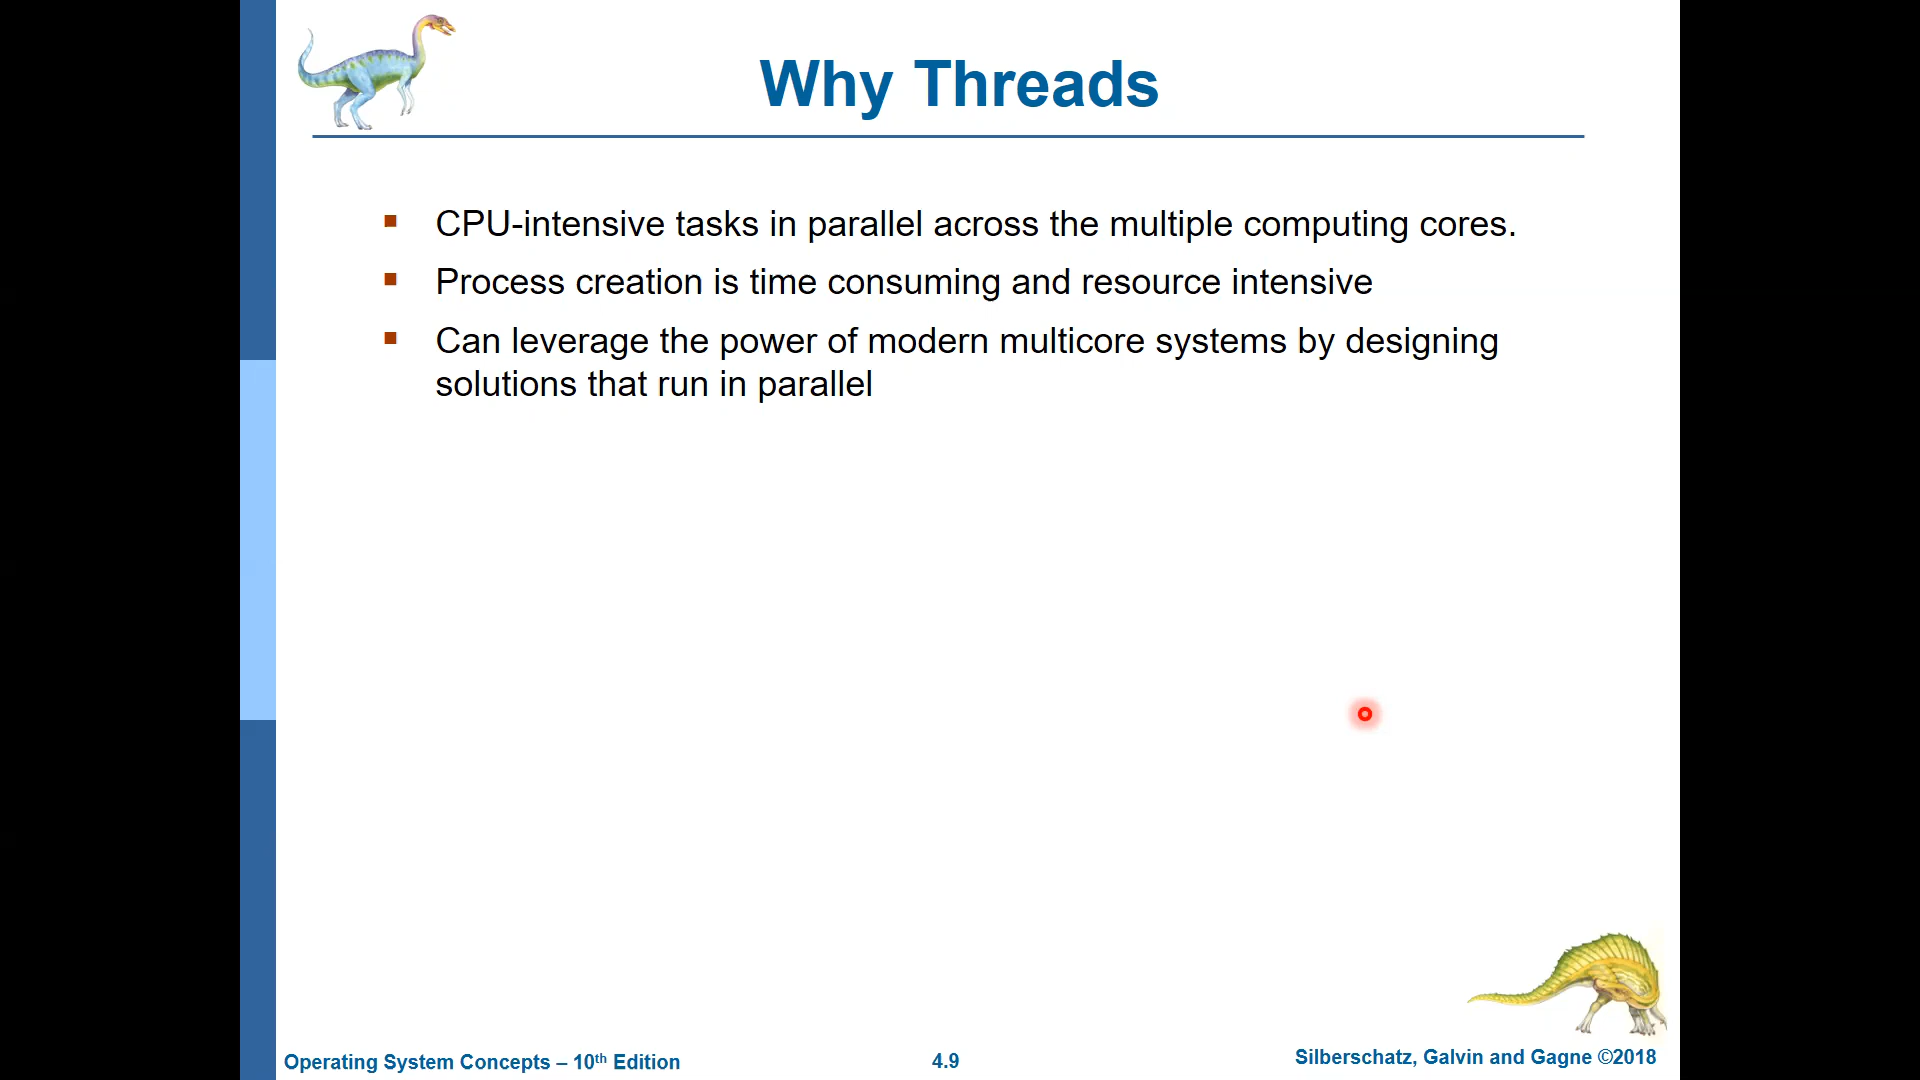 Why Threads
CPU-intensive tasks in parallel across the multiple computing cores.
Process creation is time consuming and resource intensive
Can leverage the power of modern multicore systems by designing
solutions that run in parallel
Operating System Concepts – 10th Edition
4.9
Silberschatz, Galvin and Gagne ©2018